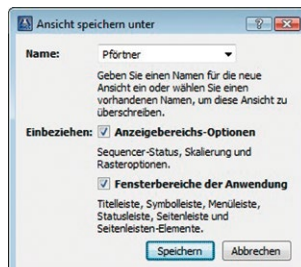 Ansicht speichern unter
Name: Pförtner
Geben Sie einen Namen für die neue
Ansicht ein oder wählen Sie einen
vorhandenen Namen, um diese Ansicht zu
überschreiben.
Einbeziehen: Anzeigebereichs-Optionen
Sequencer-Status, Skalierung und
Rasteroptionen.
Fensterbereiche der Anwendung
Titelleiste, Symbolleiste, Menüleiste,
Statusleiste, Seitenleiste und
Seitenleisten-Elemente.
Speichern Abbrechen